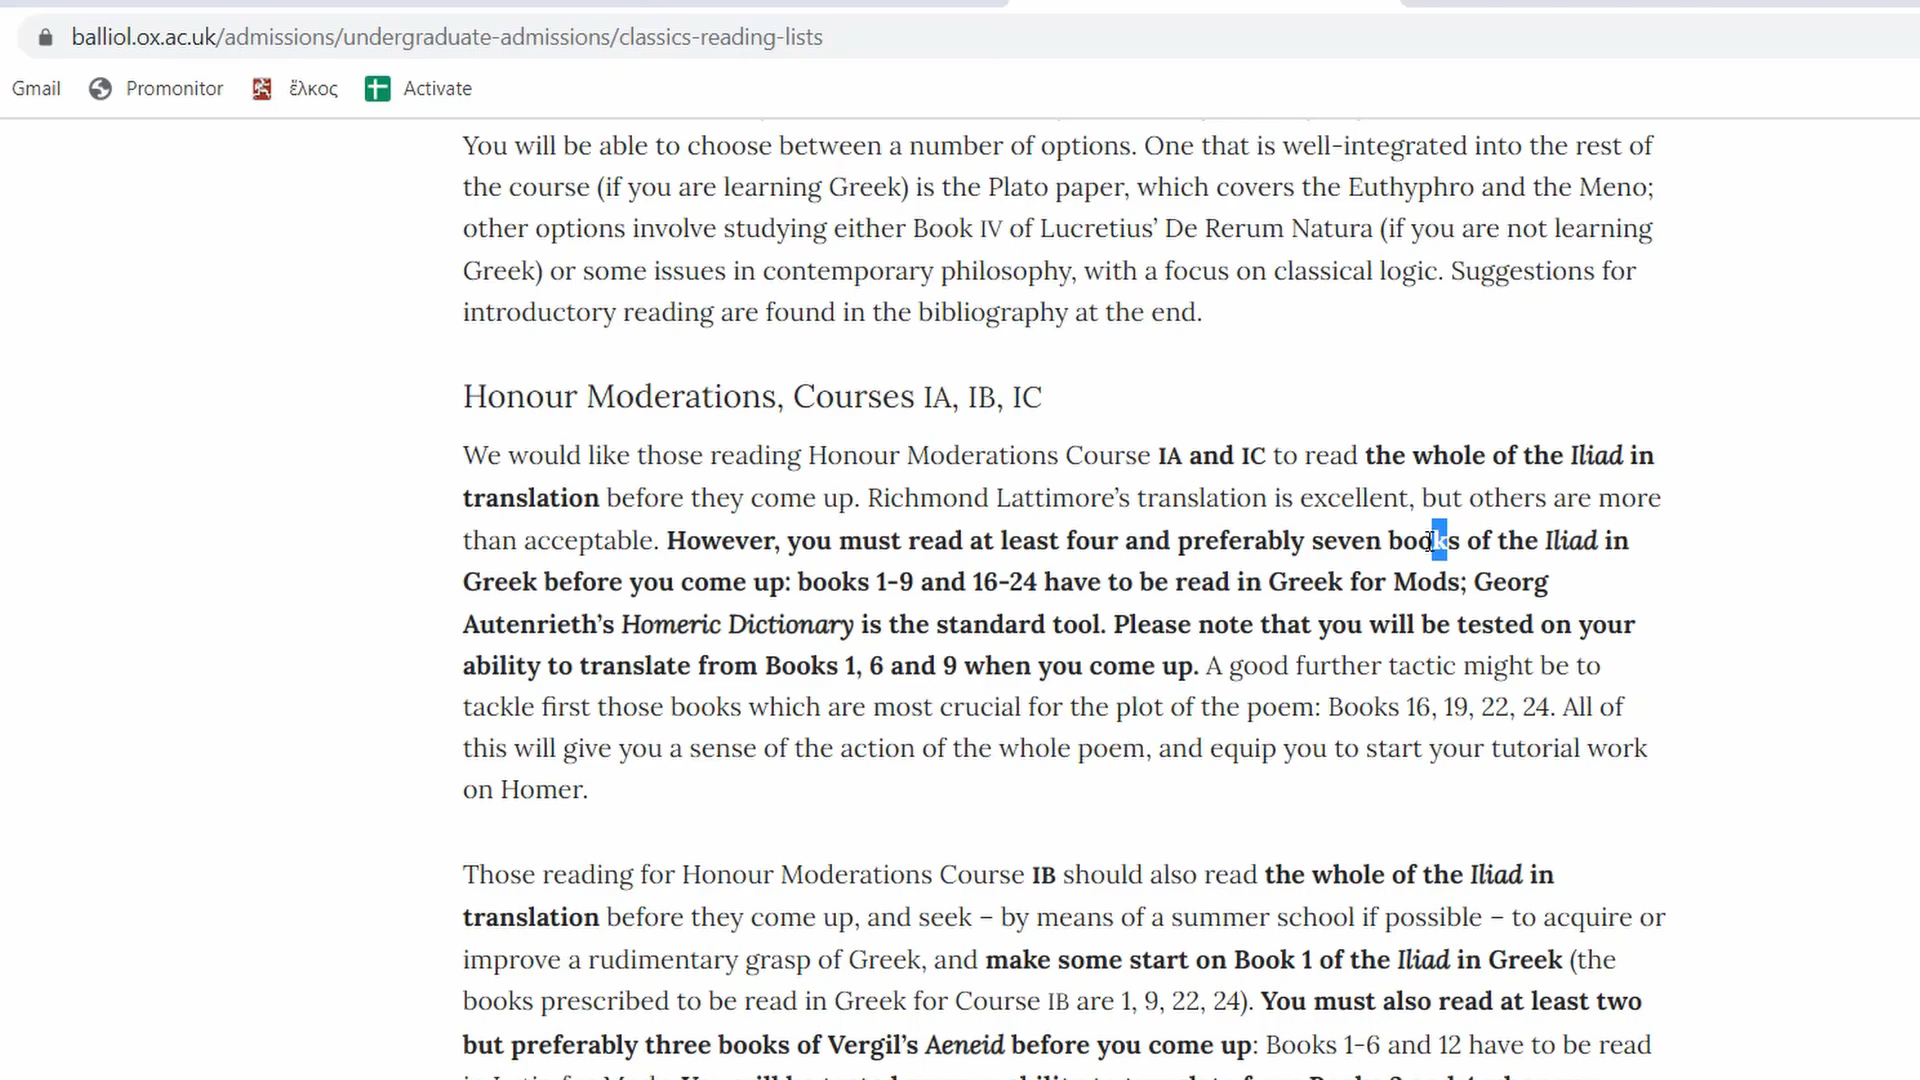 balliol.ox.ac.uk/admissions/undergraduate-admissions/classics-reading-lists
Gmail Promonitor ἕλκος Activate
You will be able to choose between a number of options. One that is well-integrated into the rest of
the course (if you are learning Greek) is the Plato paper, which covers the Euthyphro and the Meno;
other options involve studying either Book IV of Lucretius’ De Rerum Natura (if you are not learning
Greek) or some issues in contemporary philosophy, with a focus on classical logic. Suggestions for
introductory reading are found in the bibliography at the end.
Honour Moderations, Courses IA, IB, IC
We would like those reading Honour Moderations Course IA and IC to read the whole of the Iliad in
translation before they come up. Richmond Lattimore’s translation is excellent, but others are more
than acceptable. However, you must read at least four and preferably seven books of the Iliad in
Greek before you come up: books 1-9 and 16-24 have to be read in Greek for Mods; Georg
Autenrieth’s Homeric Dictionary is the standard tool. Please note that you will be tested on your
ability to translate from Books 1, 6 and 9 when you come up. A good further tactic might be to
tackle first those books which are most crucial for the plot of the poem: Books 16, 19, 22, 24. All of
this will give you a sense of the action of the whole poem, and equip you to start your tutorial work
on Homer.
Those reading for Honour Moderations Course IB should also read the whole of the Iliad in
translation before they come up, and seek – by means of a summer school if possible – to acquire or
improve a rudimentary grasp of Greek, and make some start on Book 1 of the Iliad in Greek (the
books prescribed to be read in Greek for Course IB are 1, 9, 22, 24). You must also read at least two
but preferably three books of Vergil’s Aeneid before you come up: Books 1-6 and 12 have to be read